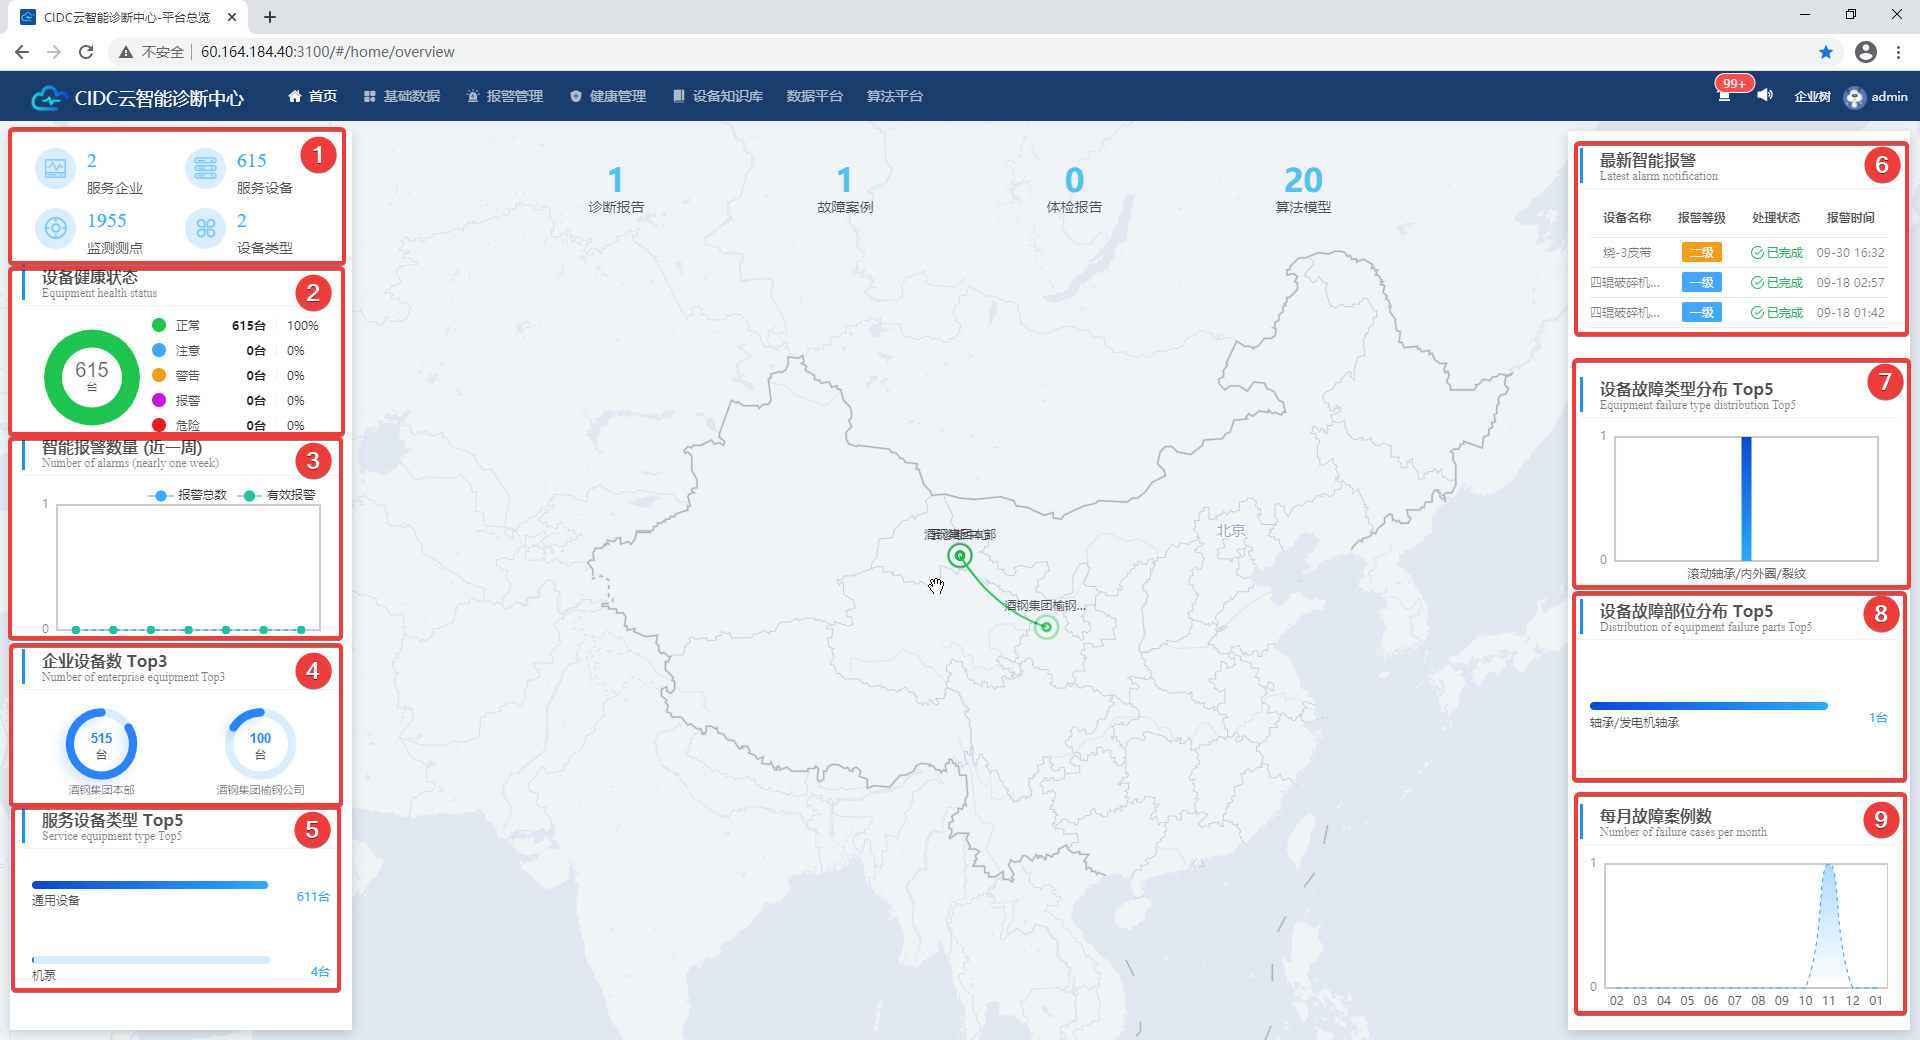 CIDC云智能诊断中心-平台总览
不安全
60.164.184.40:3100/#/home/overview
CIDC云智能诊断中心
首页
基础数据
报警管理
健康管理
设备知识库
数据平台
算法平台
99+
企业树
admin
1
2
服务企业
615
服务设备
1955
监测测点
2
设备类型
设备健康状态
Equipment health status
2
615
台
正常 615台 100%
注意 0台 0%
警告 0台 0%
报警 0台 0%
危险 0台 0%
智能报警数量 (近一周)
Number of alarms (nearly one week)
3
报警总数 有效报警
1
0
企业设备数 Top3
Number of enterprise equipment Top3
4
515
台
酒钢集团本部
100
台
酒钢集团榆钢公司
服务设备类型 Top5
Service equipment type Top5
5
611台
通用设备
4台
机泵
1
诊断报告
1
故障案例
0
体检报告
20
算法模型
北京
酒钢集团榆钢...
最新智能报警
Latest alarm notification
6
设备名称 报警等级 处理状态 报警时间
烧-3皮带 二级 已完成 09-30 16:32
四辊破碎机... 一级 已完成 09-18 02:57
四辊破碎机... 一级 已完成 09-18 01:42
设备故障类型分布 Top5
Equipment failure type distribution Top5
7
1
0
滚动轴承/内外圈/裂纹
设备故障部位分布 Top5
Distribution of equipment failure parts Top5
8
轴承/发电机轴承
1台
每月故障案例数
Number of failure cases per month
9
1
0
02 03 04 05 06 07 08 09 10 11 12 01